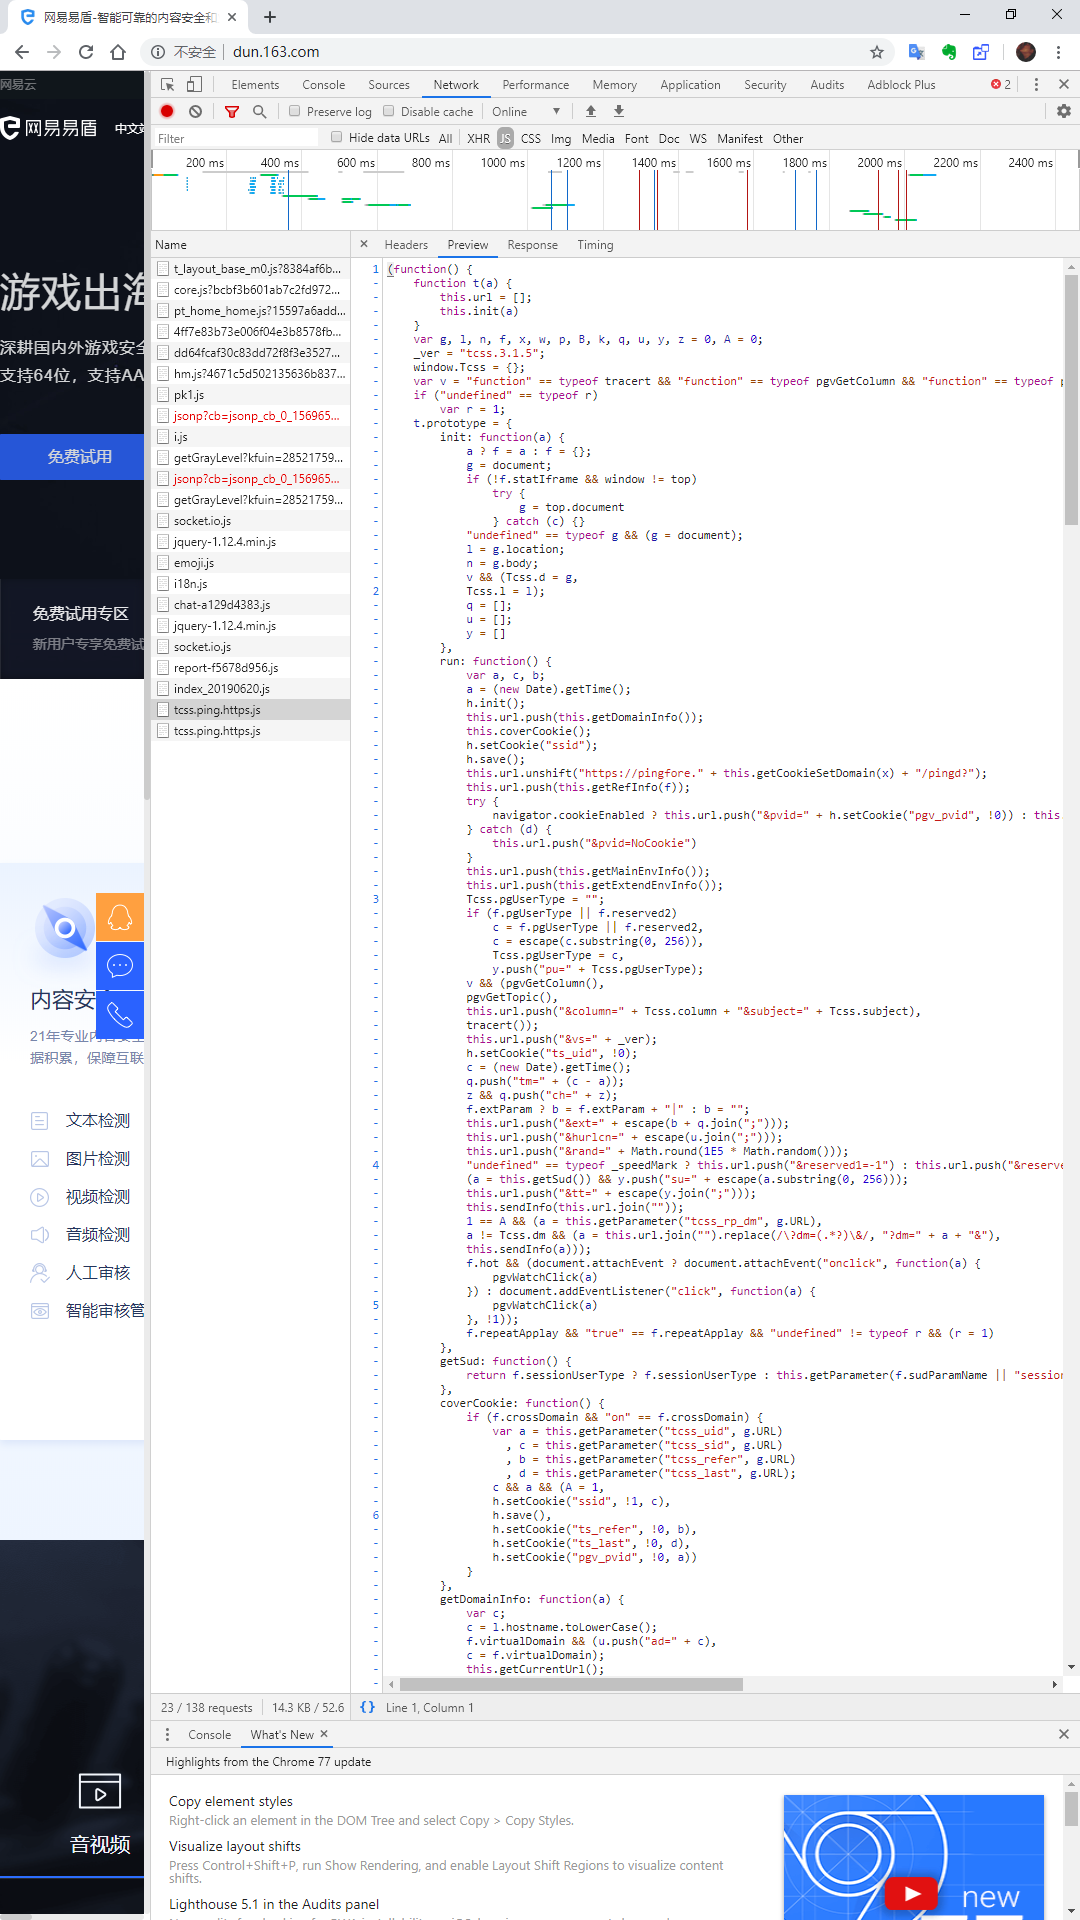 网易易盾-智能可靠的内容安全和
不安全 dun.163.com
网易云
网易易盾
游戏出海
深耕国内外游戏安全
支持64位，支持AA
免费试用
免费试用专区
新用户专享免费试
内容安
21年专业内容安全
据积累，保障互联
文本检测
图片检测
视频检测
音频检测
人工审核
智能审核管
音视频
Elements Console Sources Network Performance Memory Application Security Audits Adblock Plus 2
Preserve log Disable cache Online
Filter Hide data URLs All XHR JS CSS Img Media Font Doc WS Manifest Other
200 ms 400 ms 600 ms 800 ms 1000 ms 1200 ms 1400 ms 1600 ms 1800 ms 2000 ms 2200 ms 2400 ms
Name
t_layout_base_m0.js?8384af6b...
core.js?bcbf3b601ab7c2fd972...
pt_home_home.js?15597a6add...
4ff7e83b73e006f04e3b8578fb...
dd64fcaf30c83dd72f8f3e3527...
hm.js?4671c5d502135636b837...
pk1.js
jsonp?cb=jsonp_cb_0_156965...
i.js
getGrayLevel?kfuin=28521759...
jsonp?cb=jsonp_cb_0_156965...
getGrayLevel?kfuin=28521759...
socket.io.js
jquery-1.12.4.min.js
emoji.js
i18n.js
chat-a129d4383.js
jquery-1.12.4.min.js
socket.io.js
report-f5678d956.js
index_20190620.js
tcss.ping.https.js
tcss.ping.https.js
Headers Preview Response Timing
1 (function() {
- function t(a) {
- this.url = [];
- this.init(a)
- }
- var g, l, n, f, x, w, p, B, k, q, u, y, z = 0, A = 0;
- _ver = "tcss.3.1.5";
- window.Tcss = {};
- var v = "function" == typeof tracert && "function" == typeof pgvGetColumn && "function" == typeof p
- if ("undefined" == typeof r)
- var r = 1;
- t.prototype = {
- init: function(a) {
- a ? f = a : f = {};
- g = document;
- if (!f.statIframe && window != top)
- try {
- g = top.document
- } catch (c) {}
- "undefined" == typeof g && (g = document);
- l = g.location;
- n = g.body;
- v && (Tcss.d = g,
2 Tcss.l = l);
- q = [];
- u = [];
- y = []
- },
- run: function() {
- var a, c, b;
- a = (new Date).getTime();
- h.init();
- this.url.push(this.getDomainInfo());
- this.coverCookie();
- h.setCookie("ssid");
- h.save();
- this.url.unshift("https://pingfore." + this.getCookieSetDomain(x) + "/pingd?");
- this.url.push(this.getRefInfo(f));
- try {
- navigator.cookieEnabled ? this.url.push("&pvid=" + h.setCookie("pgv_pvid", !0)) : this.
- } catch (d) {
- this.url.push("&pvid=NoCookie")
- }
- this.url.push(this.getMainEnvInfo());
- this.url.push(this.getExtendEnvInfo());
3 Tcss.pgUserType = "";
- if (f.pgUserType || f.reserved2)
- c = f.pgUserType || f.reserved2,
- c = escape(c.substring(0, 256)),
- Tcss.pgUserType = c,
- y.push("pu=" + Tcss.pgUserType);
- v && (pgvGetColumn(),
- pgvGetTopic(),
- this.url.push("&column=" + Tcss.column + "&subject=" + Tcss.subject),
- tracert());
- this.url.push("&vs=" + _ver);
- h.setCookie("ts_uid", !0);
- c = (new Date).getTime();
- q.push("tm=" + (c - a));
- z && q.push("ch=" + z);
- f.extParam ? b = f.extParam + "|" : b = "";
- this.url.push("&ext=" + escape(b + q.join(";")));
- this.url.push("&hurlcn=" + escape(u.join(";")));
- this.url.push("&rand=" + Math.round(1E5 * Math.random()));
4 "undefined" == typeof _speedMark ? this.url.push("&reserved1=-1") : this.url.push("&reserve
- (a = this.getSud()) && y.push("su=" + escape(a.substring(0, 256)));
- this.url.push("&tt=" + escape(y.join(";")));
- this.sendInfo(this.url.join(""));
- 1 == A && (a = this.getParameter("tcss_rp_dm", g.URL),
- a != Tcss.dm && (a = this.url.join("").replace(/\?dm=(.*?)\&/, "?dm=" + a + "&"),
- this.sendInfo(a)));
- f.hot && (document.attachEvent ? document.attachEvent("onclick", function(a) {
- pgvWatchClick(a)
- }) : document.addEventListener("click", function(a) {
5 pgvWatchClick(a)
- }, !1));
- f.repeatApplay && "true" == f.repeatApplay && "undefined" != typeof r && (r = 1)
- },
- getSud: function() {
- return f.sessionUserType ? f.sessionUserType : this.getParameter(f.sudParamName || "session
- },
- coverCookie: function() {
- if (f.crossDomain && "on" == f.crossDomain) {
- var a = this.getParameter("tcss_uid", g.URL)
- , c = this.getParameter("tcss_sid", g.URL)
- , b = this.getParameter("tcss_refer", g.URL)
- , d = this.getParameter("tcss_last", g.URL);
- c && a && (A = 1,
- h.setCookie("ssid", !1, c),
6 h.save(),
- h.setCookie("ts_refer", !0, b),
- h.setCookie("ts_last", !0, d),
- h.setCookie("pgv_pvid", !0, a))
- }
- },
- getDomainInfo: function(a) {
- var c;
- c = l.hostname.toLowerCase();
- f.virtualDomain && (u.push("ad=" + c),
- c = f.virtualDomain);
- this.getCurrentUrl();
23 / 138 requests 14.3 KB / 52.6 {} Line 1, Column 1
Console What's New
Highlights from the Chrome 77 update
Copy element styles
Right-click an element in the DOM Tree and select Copy > Copy Styles.
Visualize layout shifts
Press Control+Shift+P, run Show Rendering, and enable Layout Shift Regions to visualize content
shifts.
Lighthouse 5.1 in the Audits panel
new